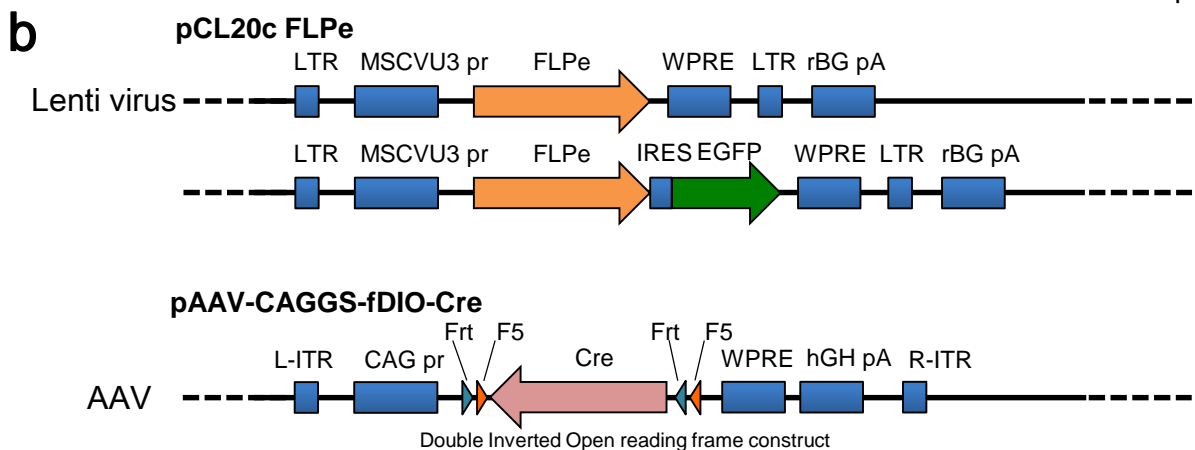 b
pCL20c FLPe
LTR MSCVU3 pr FLPe WPRE LTR rBG pA
Lenti virus
LTR MSCVU3 pr FLPe IRES EGFP WPRE LTR rBG pA
pAAV-CAGGS-fDIO-Cre
Frt F5 Frt F5
L-ITR CAG pr Cre WPRE hGH pA R-ITR
AAV
Double Inverted Open reading frame construct